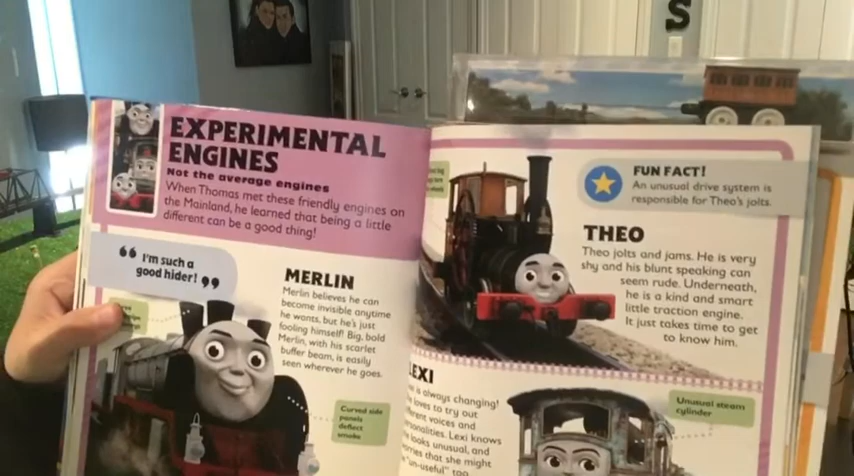 EXPERIMENTAL
ENGINES
Not the average engines
When Thomas met these friendly engines on
the Mainland, he learned that being a little
different can be a good thing!
“ I'm such a
good hider! ”
MERLIN
Merlin believes he can
become invisible anytime
he wants, but he's just
fooling himself! Big, bold
Merlin, with his scarlet
buffer beam, is easily
seen wherever he goes.
Curved side
panels
deflect
smoke
FUN FACT!
An unusual drive system is
responsible for Theo's jolts.
THEO
Theo jolts and jams. He is very
shy and his blunt speaking can
seem rude. Underneath,
he is a kind and smart
little traction engine.
It just takes time to get
to know him.
LEXI
is always changing!
loves to try out
voices and
Lexi knows
looks unusual, and
that she might
"un-useful" too.
Unusual steam
cylinder
S